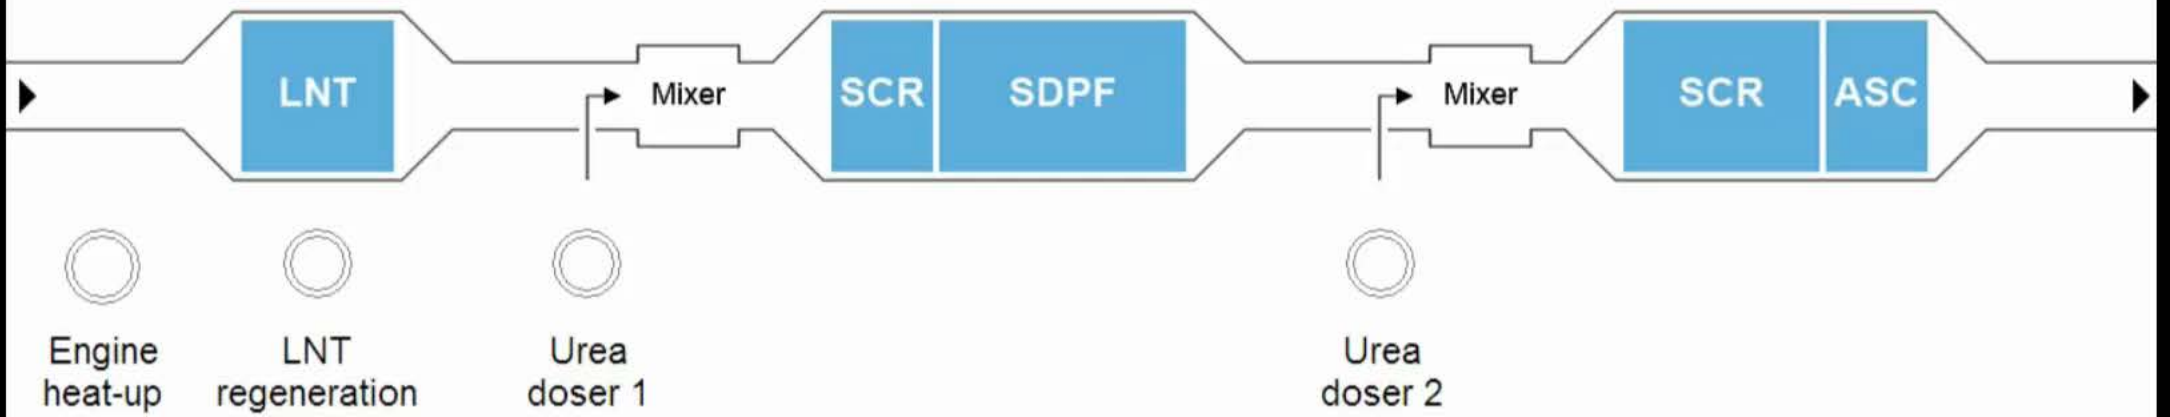 LNT
Mixer
SCR
SDPF
Mixer
SCR
ASC
Engine
heat-up
LNT
regeneration
Urea
doser 1
Urea
doser 2